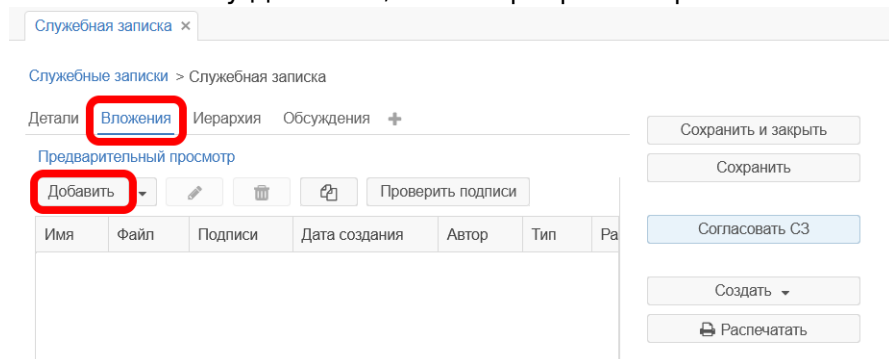 Служебная записка ×
Служебные записки > Служебная записка
Детали Вложения Иерархия Обсуждения +
Предварительный просмотр
Добавить Проверить подписи
Имя Файл Подписи Дата создания Автор Тип Ра
Сохранить и закрыть
Сохранить
Согласовать СЗ
Создать
Распечатать